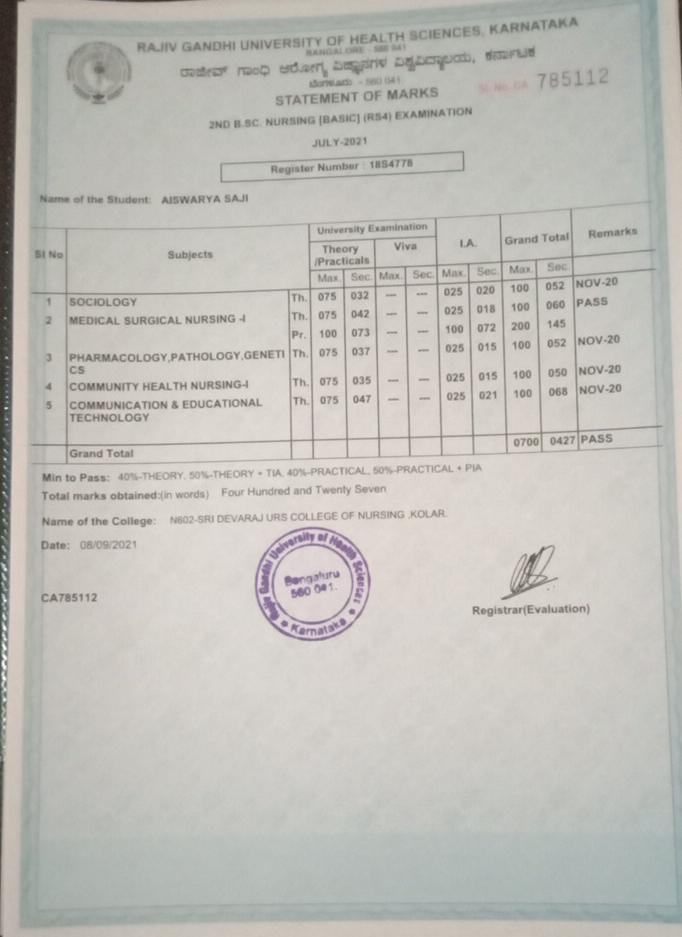 RAJIV GANDHI UNIVERSITY OF HEALTH SCIENCES, KARNATAKA
BANGALORE - 560 041
ರಾಜೀವ್ ಗಾಂಧಿ ಆರೋಗ್ಯ ವಿಜ್ಞಾನಗಳ ವಿಶ್ವವಿದ್ಯಾಲಯ, ಕರ್ನಾಟಕ
ಬೆಂಗಳೂರು - 560 041
Sl. No. CA 785112
STATEMENT OF MARKS
2ND B.SC. NURSING [BASIC] (RS4) EXAMINATION
JULY-2021
Register Number : 18S4778
Name of the Student: AISWARYA SAJI
Sl No Subjects University Examination I.A. Grand Total Remarks
Theory /Practicals Viva
Max. Sec. Max. Sec. Max. Sec. Max. Sec.
1 SOCIOLOGY Th. 075 032 --- --- 025 020 100 052 NOV-20
2 MEDICAL SURGICAL NURSING -I Th. 075 042 --- --- 025 018 100 060 PASS
Pr. 100 073 --- --- 100 072 200 145
3 PHARMACOLOGY,PATHOLOGY,GENETI Th. 075 037 --- --- 025 015 100 052 NOV-20
CS
4 COMMUNITY HEALTH NURSING-I Th. 075 035 --- --- 025 015 100 050 NOV-20
5 COMMUNICATION & EDUCATIONAL Th. 075 047 --- --- 025 021 100 068 NOV-20
TECHNOLOGY
Grand Total 0700 0427 PASS
Min to Pass: 40%-THEORY, 50%-THEORY + TIA, 40%-PRACTICAL, 50%-PRACTICAL + PIA
Total marks obtained:(in words) Four Hundred and Twenty Seven
Name of the College: N602-SRI DEVARAJ URS COLLEGE OF NURSING ,KOLAR.
Date: 08/09/2021
Rajiv Gandhi University of Health Sciences
Bengaluru
560 041.
Karnataka
CA785112
Registrar(Evaluation)